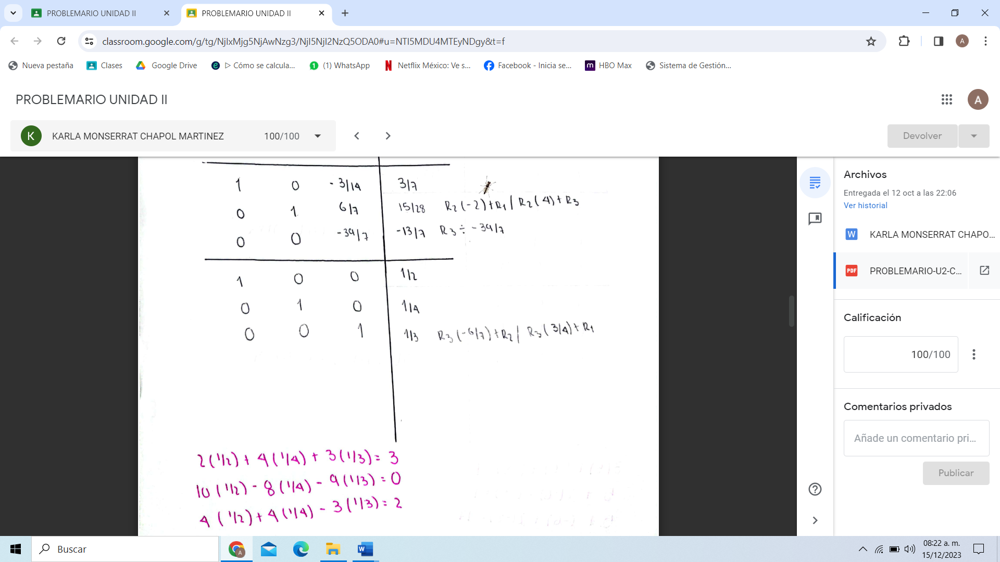 PROBLEMARIO UNIDAD II
PROBLEMARIO UNIDAD II
classroom.google.com/g/tg/NjIxMjg5NjAwNzg3/NjI5NjI2NzQ5ODA0#u=NTI5MDU4MTEyNDgy&t=f
A
Nueva pestaña
Clases
Google Drive
▷ Cómo se calcula...
(1) WhatsApp
Netflix México: Ve s...
Facebook - Inicia se...
HBO Max
Sistema de Gestión...
PROBLEMARIO UNIDAD II
A
K
KARLA MONSERRAT CHAPOL MARTINEZ
100/100
Devolver
1 0 -3/14 3/7
0 1 6/7 15/28 R2(-2)+R1 / R2(4)+R3
0 0 -39/7 -13/7 R3 ÷ -39/7
1 0 0 1/2
0 1 0 1/4
0 0 1 1/3 R3(-6/7)+R2 / R3(3/4)+R1
2(1/2) + 4(1/4) + 3(1/3) = 3
10(1/2) - 8(1/4) - 9(1/3) = 0
4(1/2) + 4(1/4) - 3(1/3) = 2
Archivos
Entregada el 12 oct a las 22:06
Ver historial
W
KARLA MONSERRAT CHAPO...
PDF
PROBLEMARIO-U2-C...
Calificación
100/100
Comentarios privados
Añade un comentario pri...
Publicar
Buscar
08:22 a. m.
15/12/2023